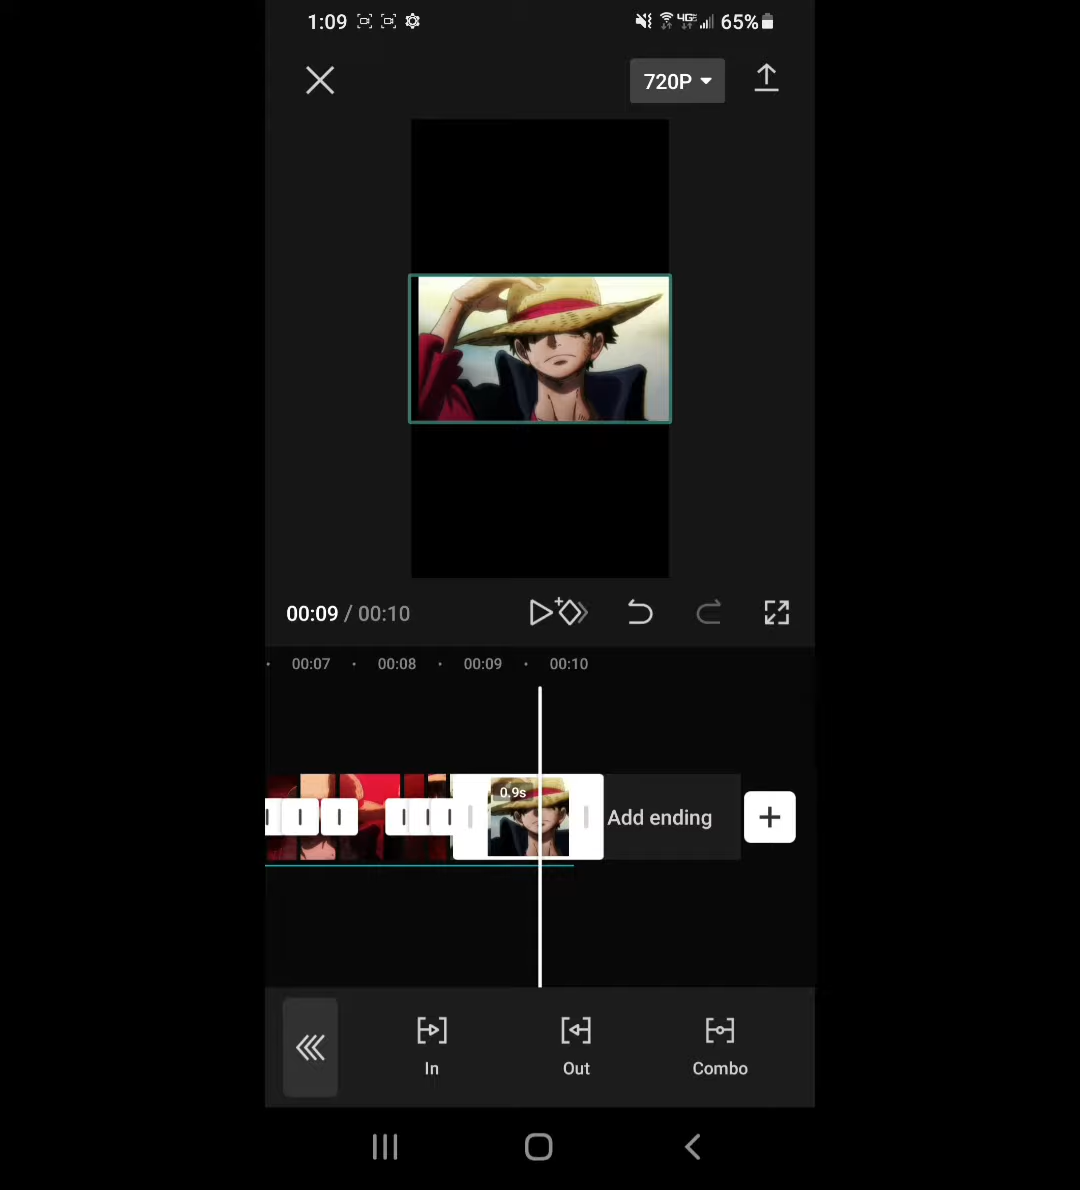 1:09 4GE 65%
720P
00:09 / 00:10
00:07 00:08 00:09 00:10
0.9s
Add ending
In Out Combo